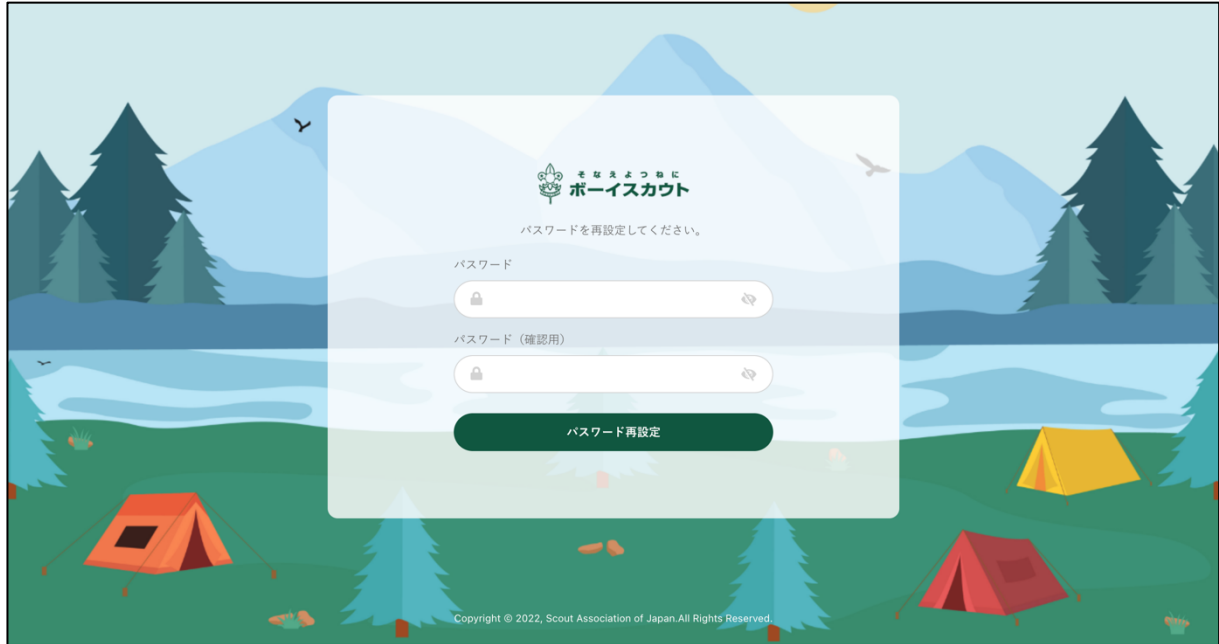 そなえよつねに
ボーイスカウト
パスワードを再設定してください。
パスワード
パスワード（確認用）
パスワード再設定
Copyright © 2022, Scout Association of Japan.All Rights Reserved.